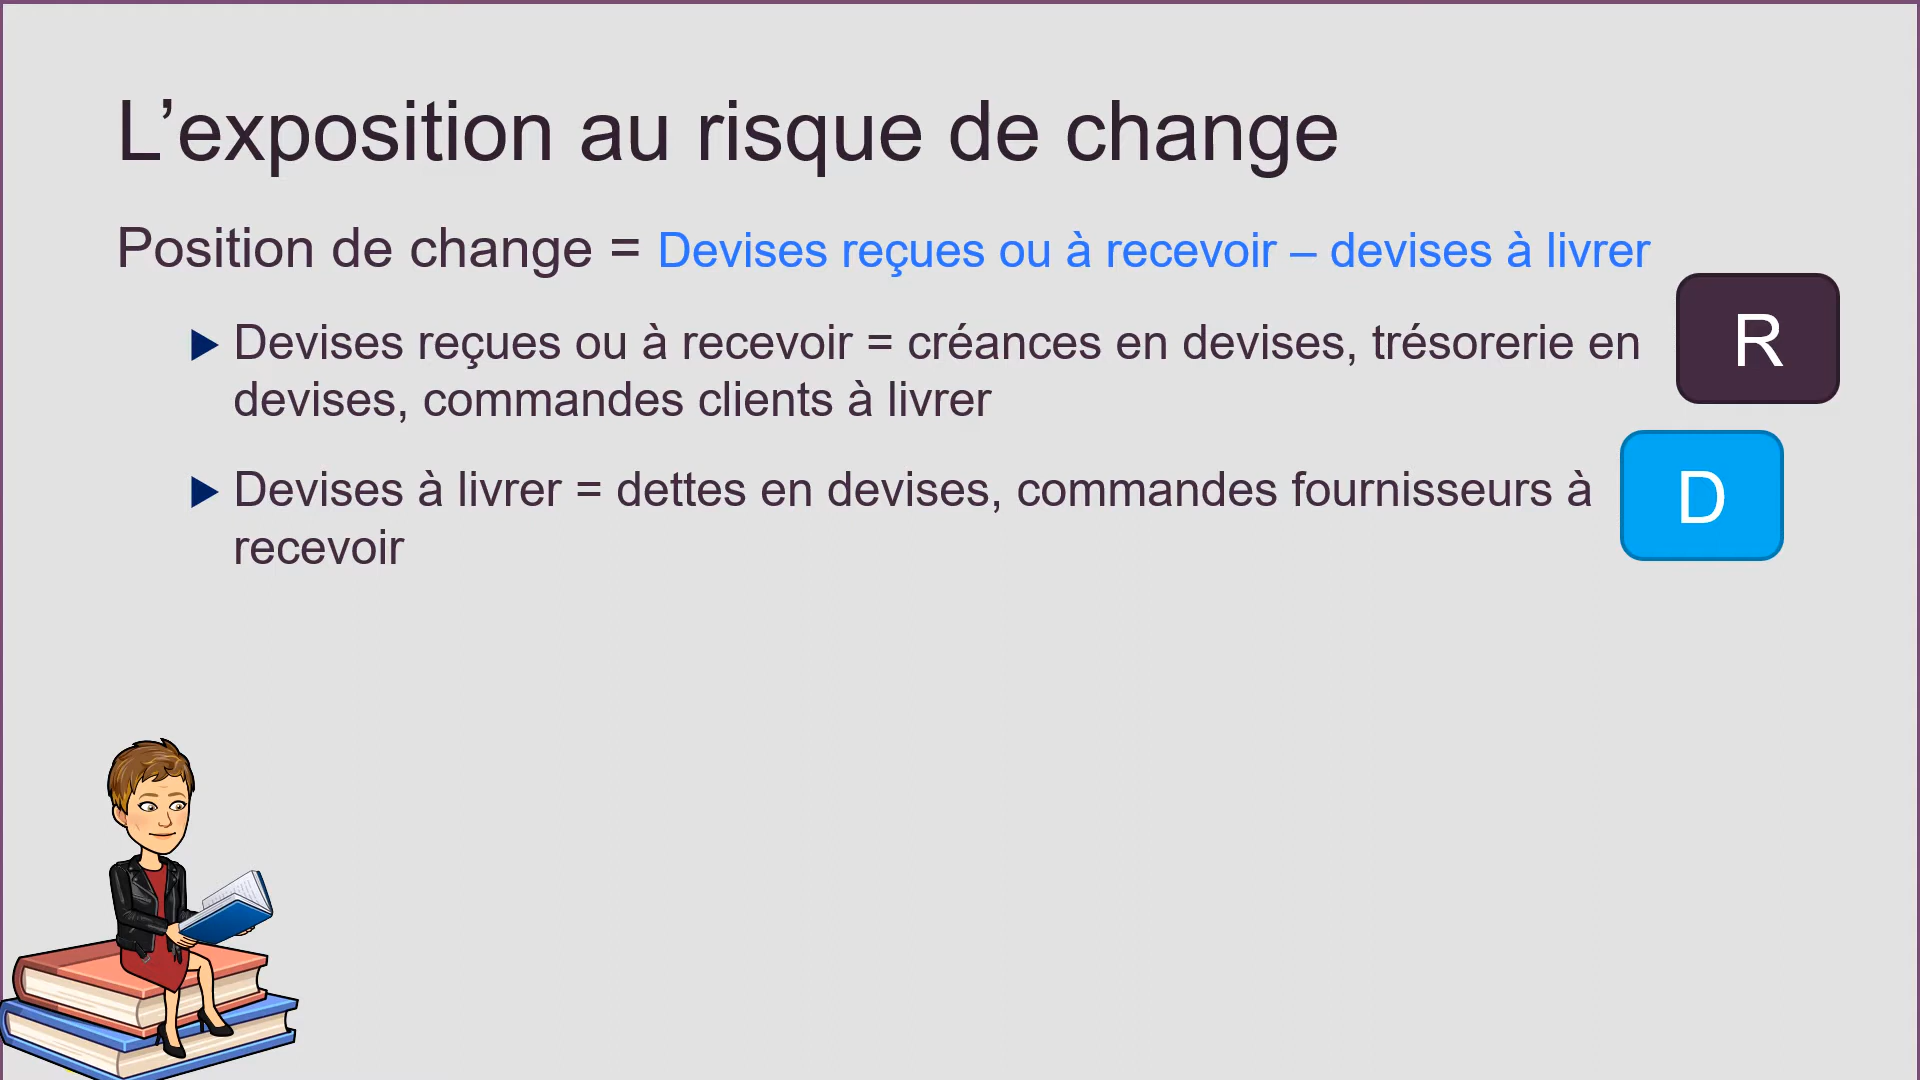 L’exposition au risque de change
Position de change = Devises reçues ou à recevoir – devises à livrer
Devises reçues ou à recevoir = créances en devises, trésorerie en
devises, commandes clients à livrer
R
Devises à livrer = dettes en devises, commandes fournisseurs à
recevoir
D